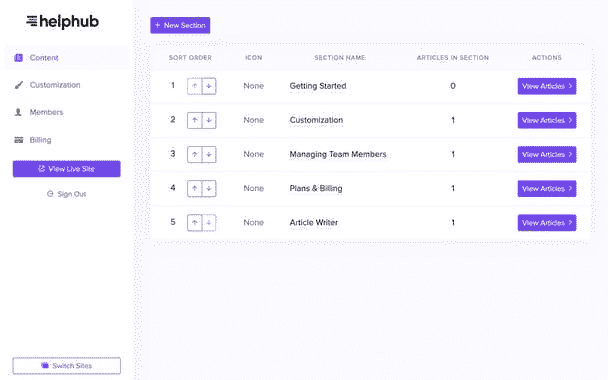 helphub
Content
Customization
Members
Billing
View Live Site
Sign Out
Switch Sites
+ New Section
SORT ORDER ICON SECTION NAME ARTICLES IN SECTION ACTIONS
1 ↑ ↓ None Getting Started 0 View Articles >
2 ↑ ↓ None Customization 1 View Articles >
3 ↑ ↓ None Managing Team Members 1 View Articles >
4 ↑ ↓ None Plans & Billing 1 View Articles >
5 ↑ ↓ None Article Writer 1 View Articles >